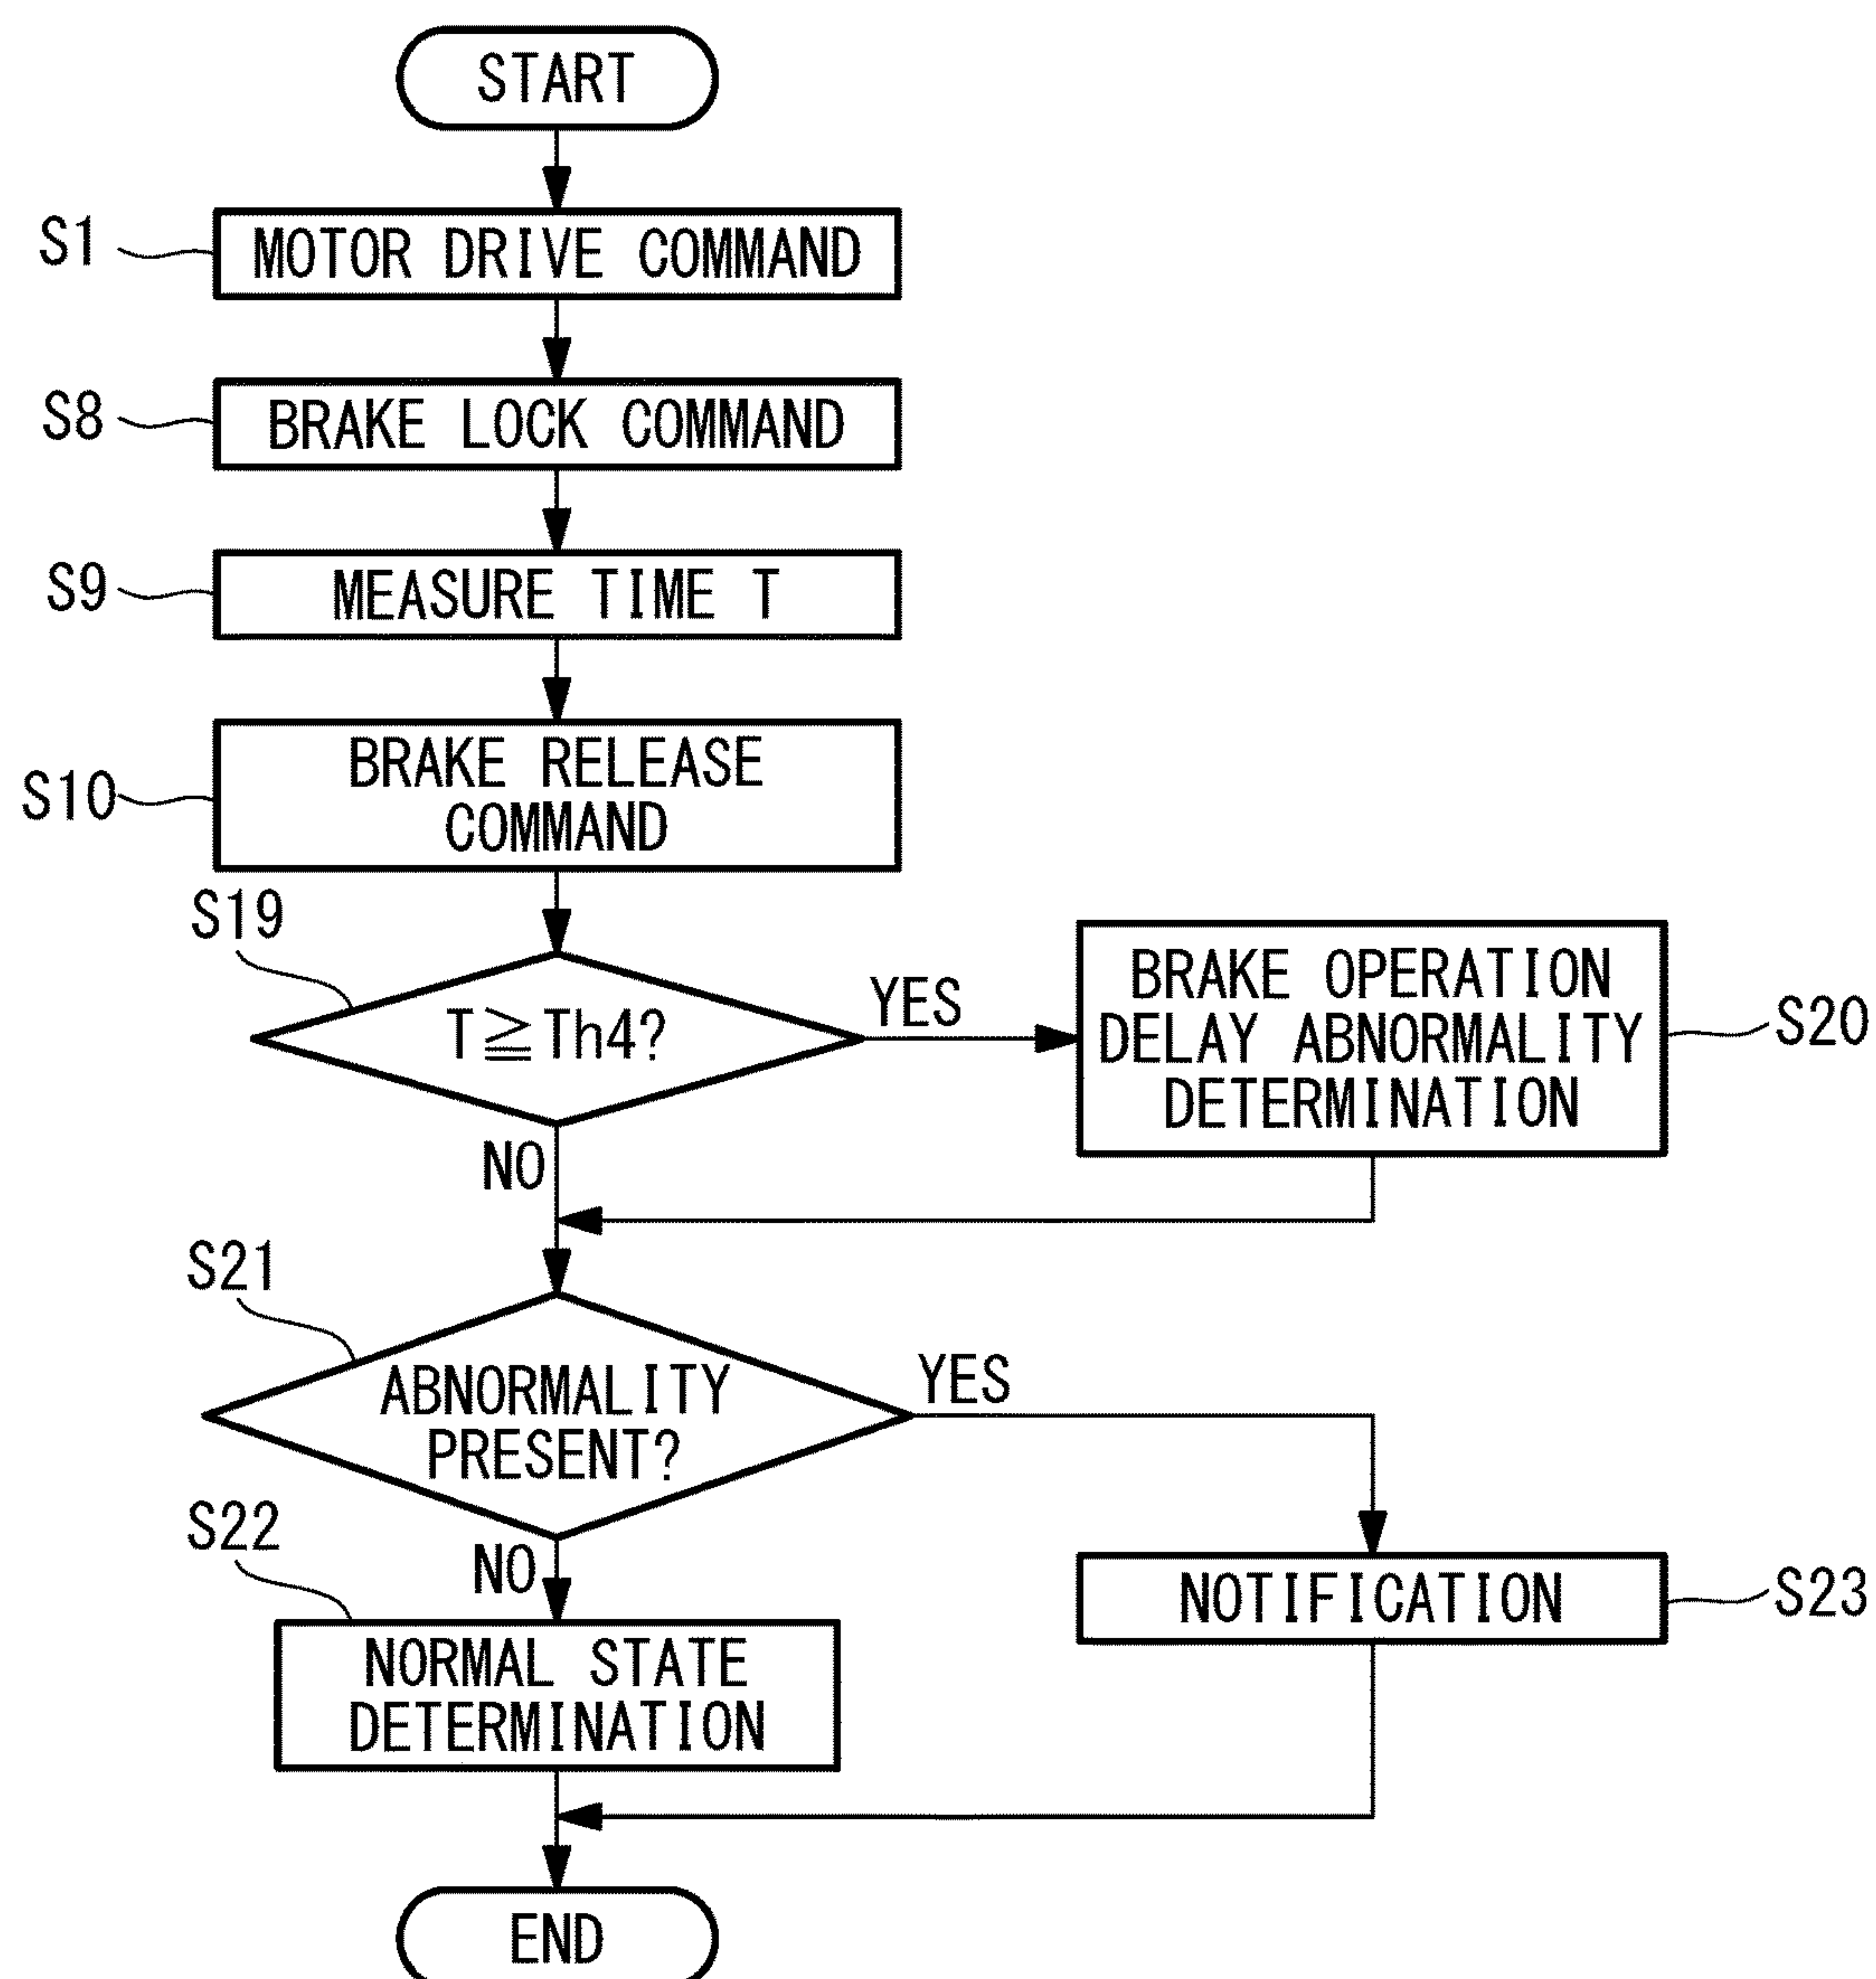 START
S1
MOTOR DRIVE COMMAND
S8
BRAKE LOCK COMMAND
S9
MEASURE TIME T
S10
BRAKE RELEASE
COMMAND
S19
T≧Th4?
YES
NO
BRAKE OPERATION
DELAY ABNORMALITY
DETERMINATION
S20
S21
ABNORMALITY
PRESENT?
YES
NO
S22
NORMAL STATE
DETERMINATION
NOTIFICATION
S23
END